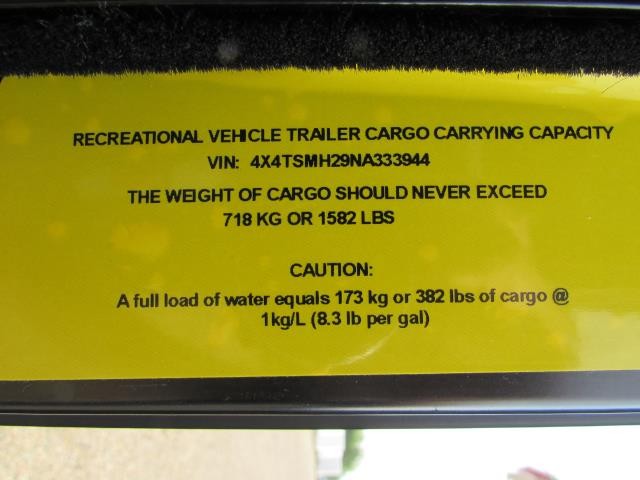 RECREATIONAL VEHICLE TRAILER CARGO CARRYING CAPACITY
VIN: 4X4TSMH29NA333944
THE WEIGHT OF CARGO SHOULD NEVER EXCEED
718 KG OR 1582 LBS
CAUTION:
A full load of water equals 173 kg or 382 lbs of cargo @
1kg/L (8.3 lb per gal)